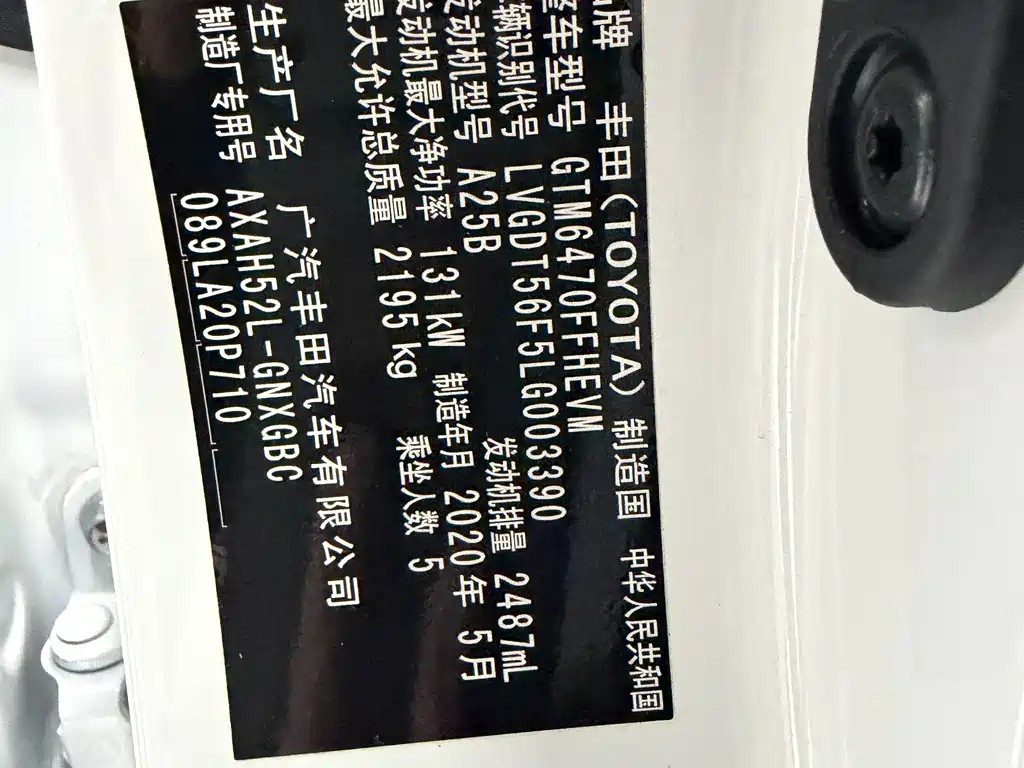 品牌 丰田(TOYOTA) 制造国 中华人民共和国
整车型号 GTM6470FFHEVM
车辆识别代号 LVGDT56F5LG003390
发动机型号 A25B 发动机排量 2487mL
发动机最大净功率 131kW 制造年月 2020年 5月
最大允许总质量 2195kg 乘坐人数 5
生产厂名 广汽丰田汽车有限公司
制造厂专用号 AXAH52L-GNXGBC
089LA20P710